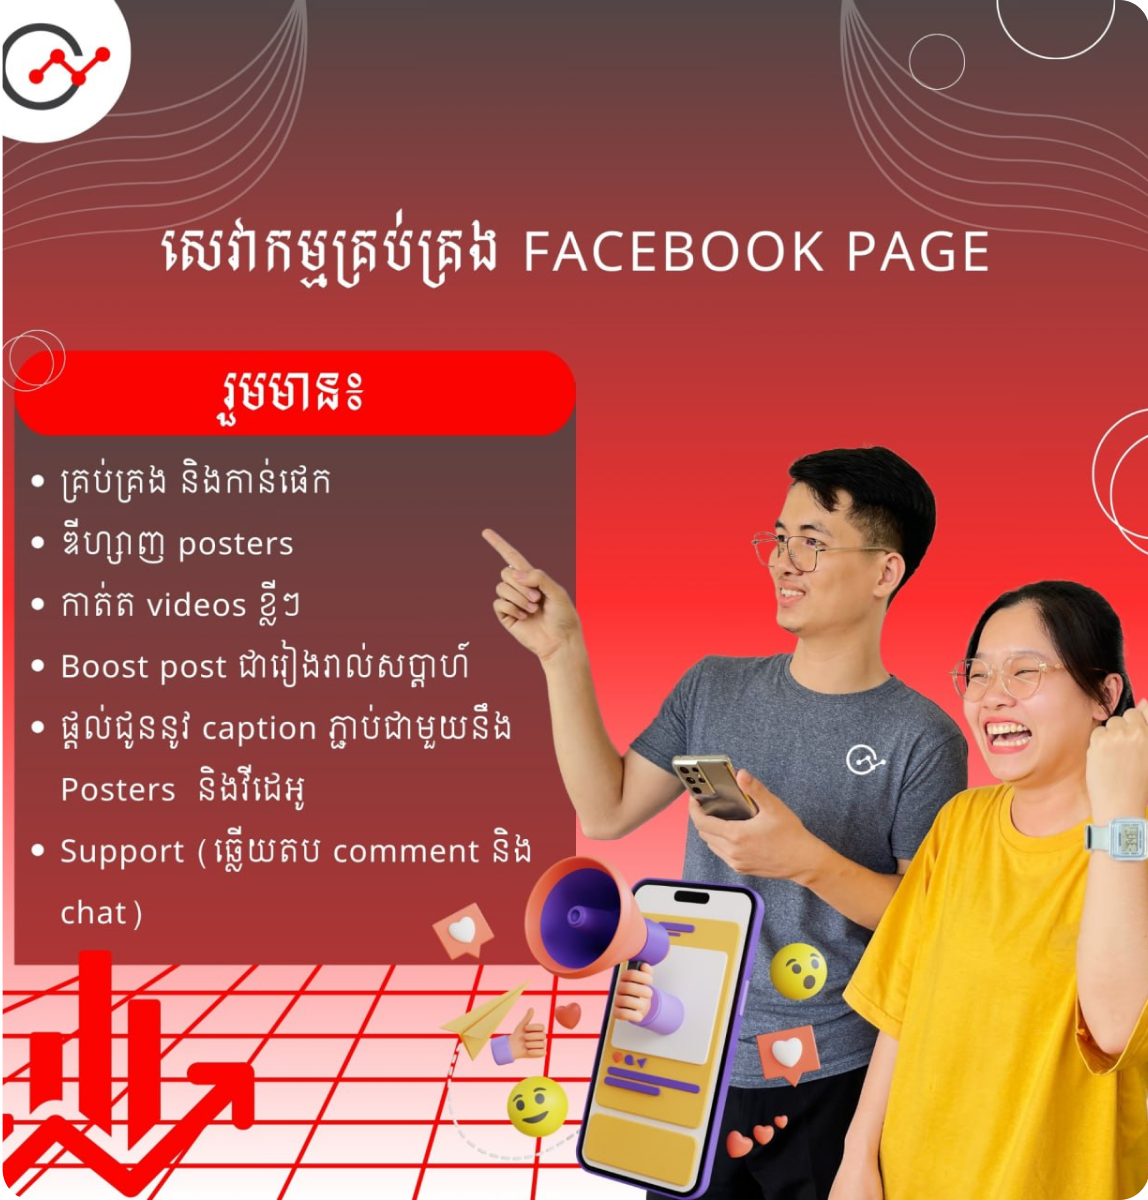 សេវាកម្មគ្រប់គ្រង FACEBOOK PAGE
រួមមាន៖
• គ្រប់គ្រង និងកាន់ផេក
• ឌីហ្សាញ posters
• កាត់ត videos ខ្លីៗ
• Boost post ជារៀងរាល់សប្តាហ៍
• ផ្តល់ជូននូវ caption ភ្ជាប់ជាមួយនឹង
Posters និងវីដេអូ
• Support (ឆ្លើយតប comment និង
chat)